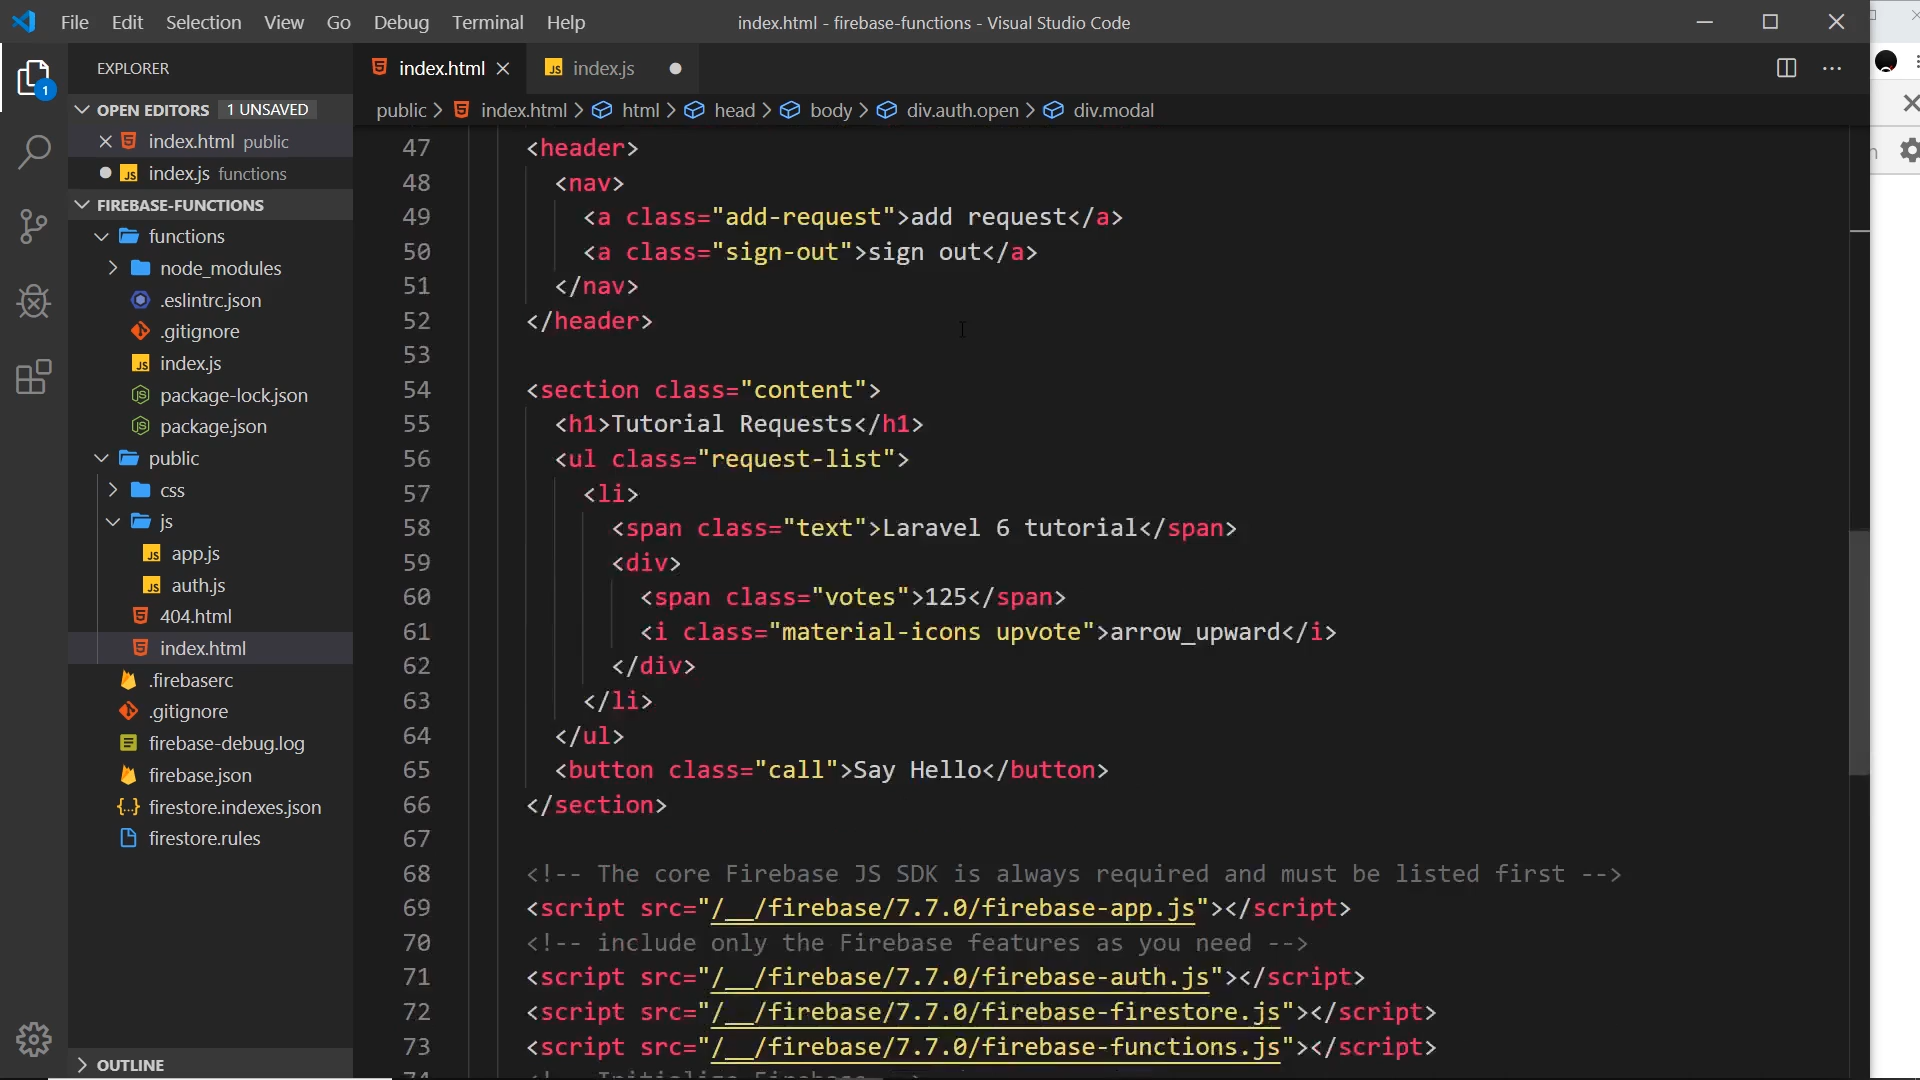 File Edit Selection View Go Debug Terminal Help
index.html - firebase-functions - Visual Studio Code
EXPLORER
1
OPEN EDITORS 1 UNSAVED
index.html public
index.js functions
FIREBASE-FUNCTIONS
functions
node_modules
.eslintrc.json
.gitignore
index.js
package-lock.json
package.json
public
css
js
app.js
auth.js
404.html
index.html
.firebaserc
.gitignore
firebase-debug.log
firebase.json
firestore.indexes.json
firestore.rules
OUTLINE
index.html
JS index.js
public > index.html > html > head > body > div.auth.open > div.modal
47 <header>
48 <nav>
49 <a class="add-request">add request</a>
50 <a class="sign-out">sign out</a>
51 </nav>
52 </header>
53
54 <section class="content">
55 <h1>Tutorial Requests</h1>
56 <ul class="request-list">
57 <li>
58 <span class="text">Laravel 6 tutorial</span>
59 <div>
60 <span class="votes">125</span>
61 <i class="material-icons upvote">arrow_upward</i>
62 </div>
63 </li>
64 </ul>
65 <button class="call">Say Hello</button>
66 </section>
67
68 <!-- The core Firebase JS SDK is always required and must be listed first -->
69 <script src="/__/firebase/7.7.0/firebase-app.js"></script>
70 <!-- include only the Firebase features as you need -->
71 <script src="/__/firebase/7.7.0/firebase-auth.js"></script>
72 <script src="/__/firebase/7.7.0/firebase-firestore.js"></script>
73 <script src="/__/firebase/7.7.0/firebase-functions.js"></script>